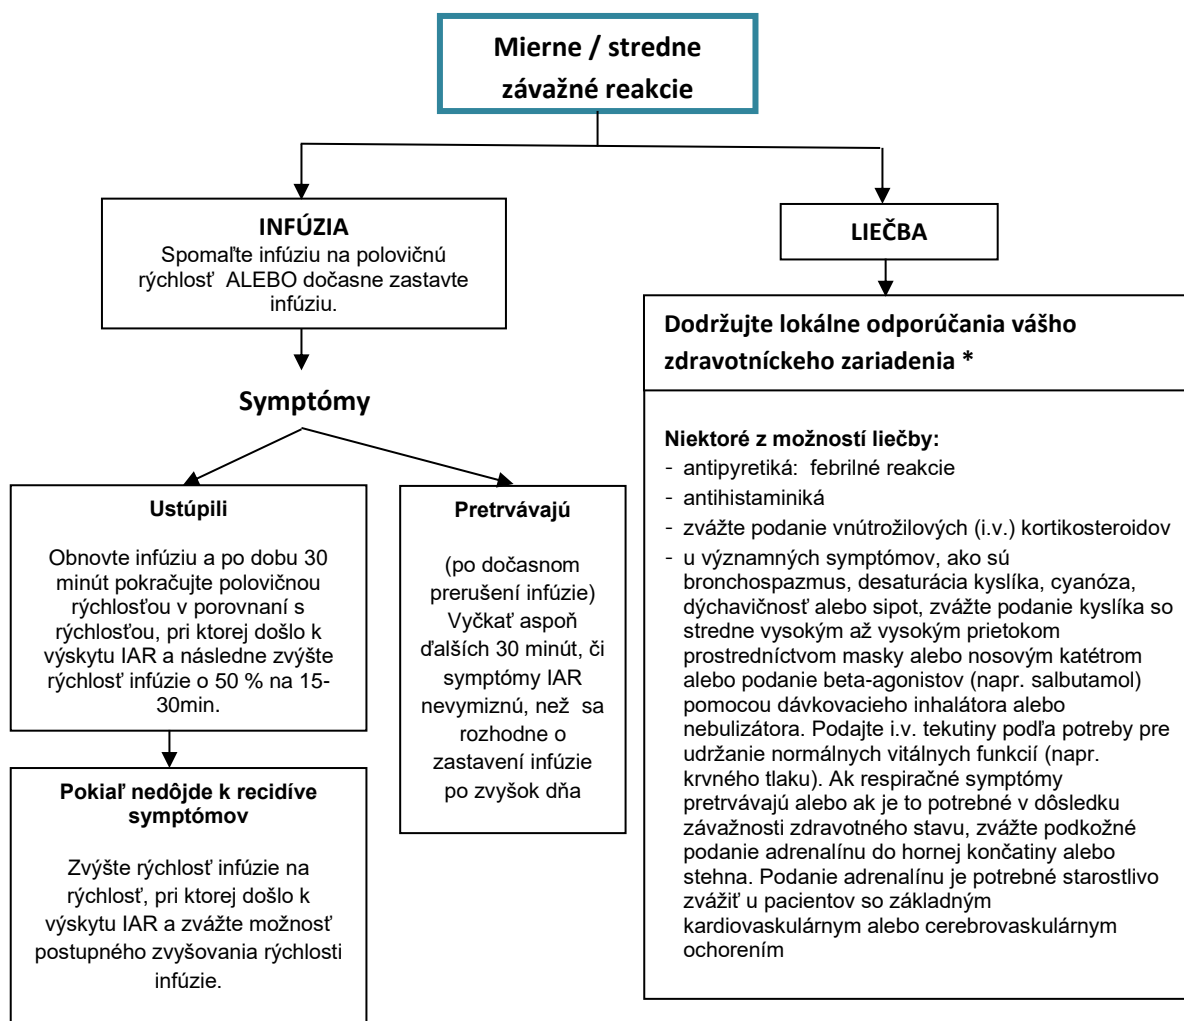 Mierne / stredne
závažné reakcie
INFÚZIA
Spomaľte infúziu na polovičnú
rýchlosť ALEBO dočasne zastavte
infúziu.
Symptómy
Ustúpili
Obnovte infúziu a po dobu 30
minút pokračujte polovičnou
rýchlosťou v porovnaní s
rýchlosťou, pri ktorej došlo k
výskytu IAR a následne zvýšte
rýchlosť infúzie o 50 % na 15-
30min.
Pokiaľ nedôjde k recidíve
symptómov
Zvýšte rýchlosť infúzie na
rýchlosť, pri ktorej došlo k
výskytu IAR a zvážte možnosť
postupného zvyšovania rýchlosti
infúzie.
Pretrvávajú
(po dočasnom
prerušení infúzie)
Vyčkať aspoň
ďalších 30 minút, či
symptómy IAR
nevymiznú, než sa
rozhodne o
zastavení infúzie
po zvyšok dňa
LIEČBA
Dodržujte lokálne odporúčania vášho
zdravotníckeho zariadenia *
Niektoré z možností liečby:
- antipyretiká: febrilné reakcie
- antihistaminiká
- zvážte podanie vnútrožilových (i.v.) kortikosteroidov
- u významných symptómov, ako sú
bronchospazmus, desaturácia kyslíka, cyanóza,
dýchavičnosť alebo sipot, zvážte podanie kyslíka so
stredne vysokým až vysokým prietokom
prostredníctvom masky alebo nosovým katétrom
alebo podanie beta-agonistov (napr. salbutamol)
pomocou dávkovacieho inhalátora alebo
nebulizátora. Podajte i.v. tekutiny podľa potreby pre
udržanie normálnych vitálnych funkcií (napr.
krvného tlaku). Ak respiračné symptómy
pretrvávajú alebo ak je to potrebné v dôsledku
závažnosti zdravotného stavu, zvážte podkožné
podanie adrenalínu do hornej končatiny alebo
stehna. Podanie adrenalínu je potrebné starostlivo
zvážiť u pacientov so základným
kardiovaskulárnym alebo cerebrovaskulárnym
ochorením